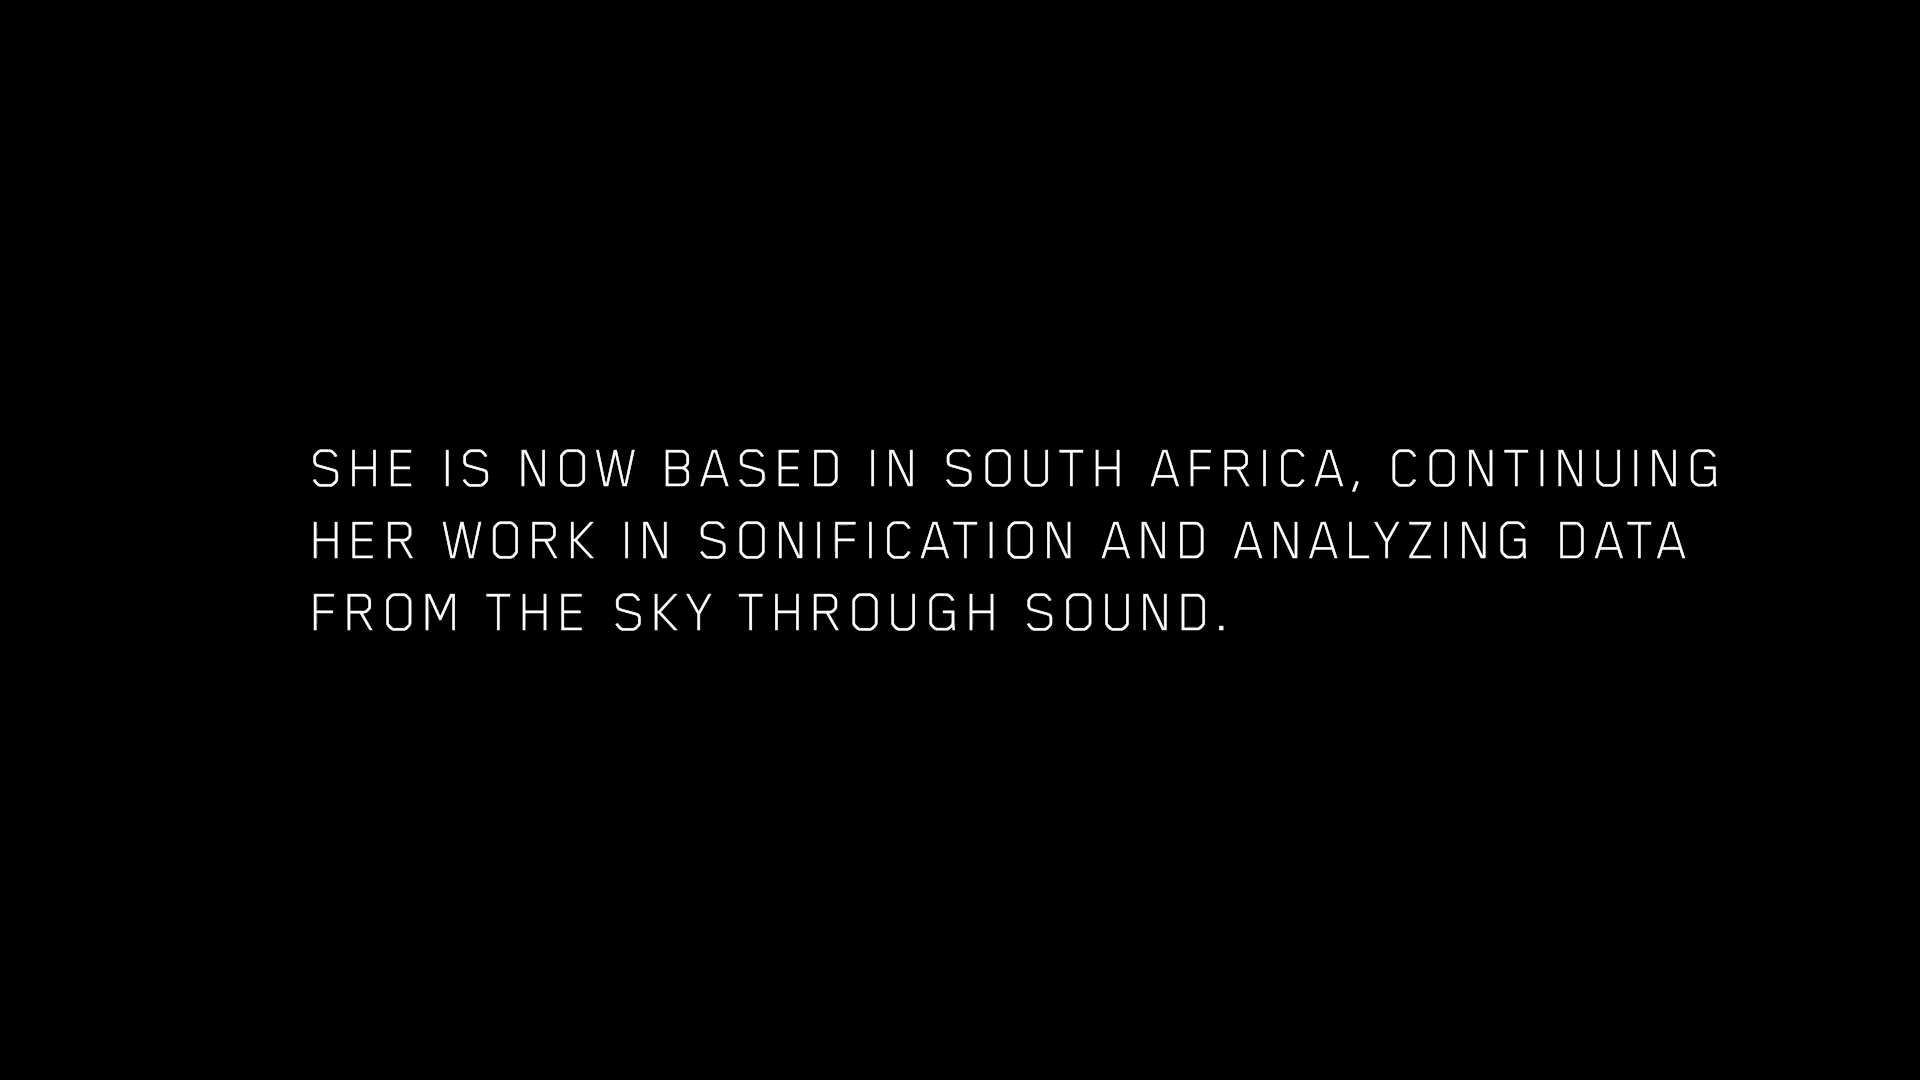 SHE IS NOW BASED IN SOUTH AFRICA, CONTINUING
HER WORK IN SONIFICATION AND ANALYZING DATA
FROM THE SKY THROUGH SOUND.